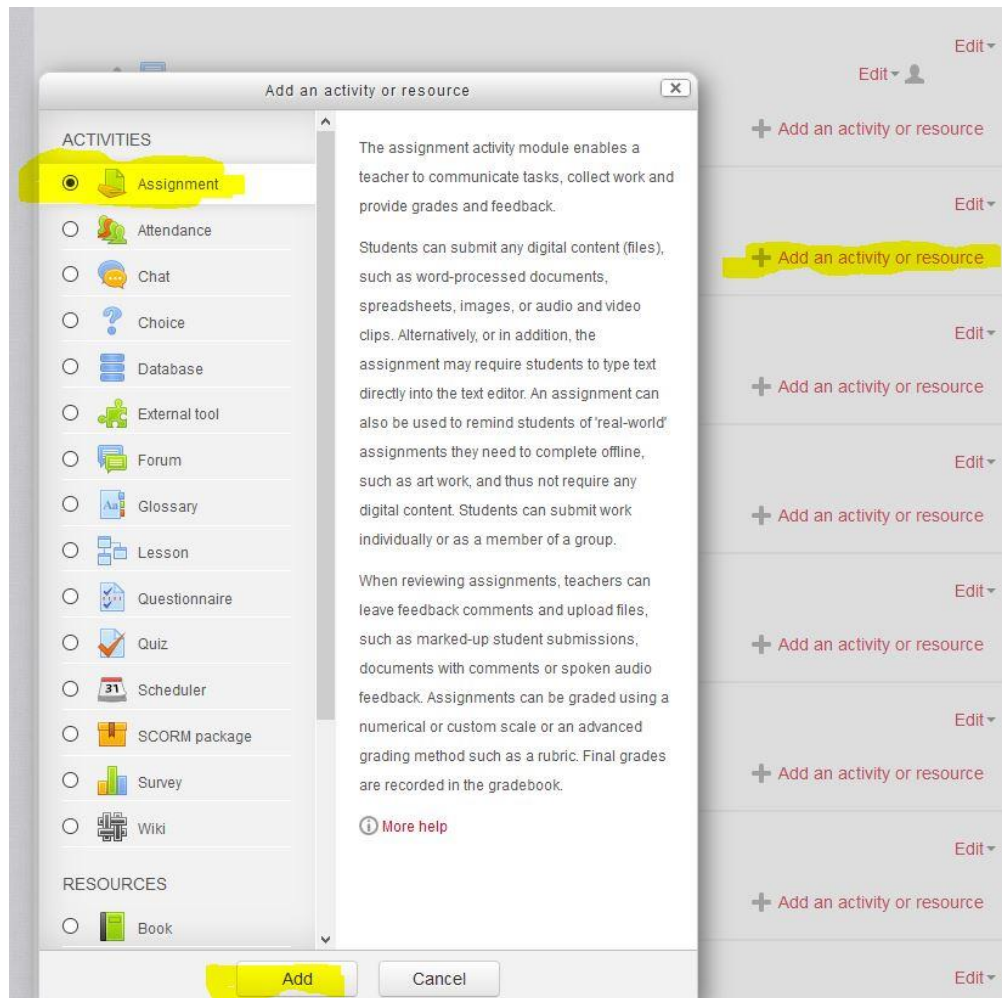 Edit
Edit
Add an activity or resource
x
ACTIVITIES
Assignment
Attendance
Chat
Choice
Database
External tool
Forum
Aa
Glossary
Lesson
Questionnaire
Quiz
31
Scheduler
SCORM package
Survey
Wiki
RESOURCES
Book
The assignment activity module enables a
teacher to communicate tasks, collect work and
provide grades and feedback.
Students can submit any digital content (files),
such as word-processed documents,
spreadsheets, images, or audio and video
clips. Alternatively, or in addition, the
assignment may require students to type text
directly into the text editor. An assignment can
also be used to remind students of 'real-world'
assignments they need to complete offline,
such as art work, and thus not require any
digital content. Students can submit work
individually or as a member of a group.
When reviewing assignments, teachers can
leave feedback comments and upload files,
such as marked-up student submissions,
documents with comments or spoken audio
feedback. Assignments can be graded using a
numerical or custom scale or an advanced
grading method such as a rubric. Final grades
are recorded in the gradebook.
More help
Add
Cancel
Add an activity or resource
Edit
Add an activity or resource
Edit
Add an activity or resource
Edit
Add an activity or resource
Edit
Add an activity or resource
Edit
Add an activity or resource
Edit
Add an activity or resource
Edit